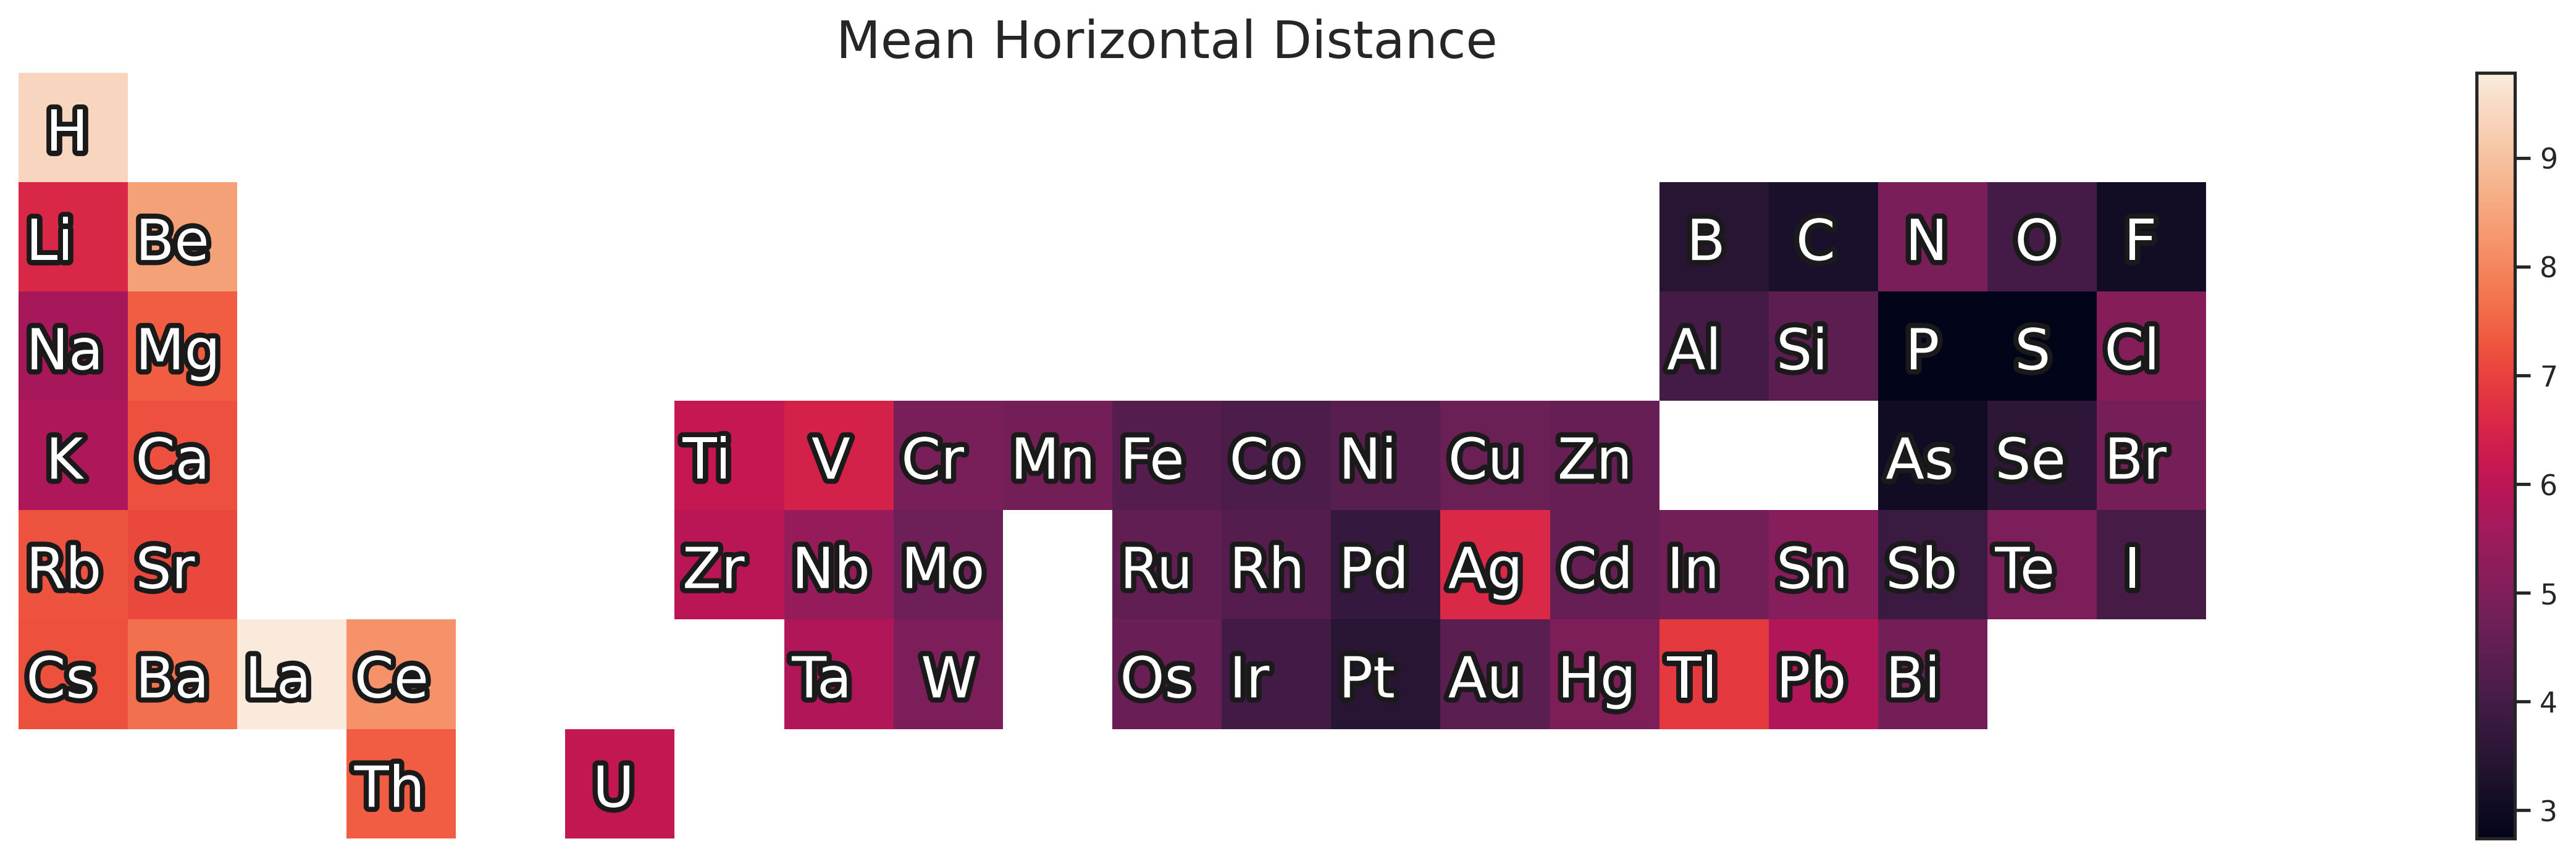 Mean Horizontal Distance
H
Li Be B C N O F
Na Mg Al Si P S Cl
K Ca Ti V Cr Mn Fe Co Ni Cu Zn As Se Br
Rb Sr Zr Nb Mo Ru Rh Pd Ag Cd In Sn Sb Te I
Cs Ba La Ce Ta W Os Ir Pt Au Hg Tl Pb Bi
Th U
9
8
7
6
5
4
3